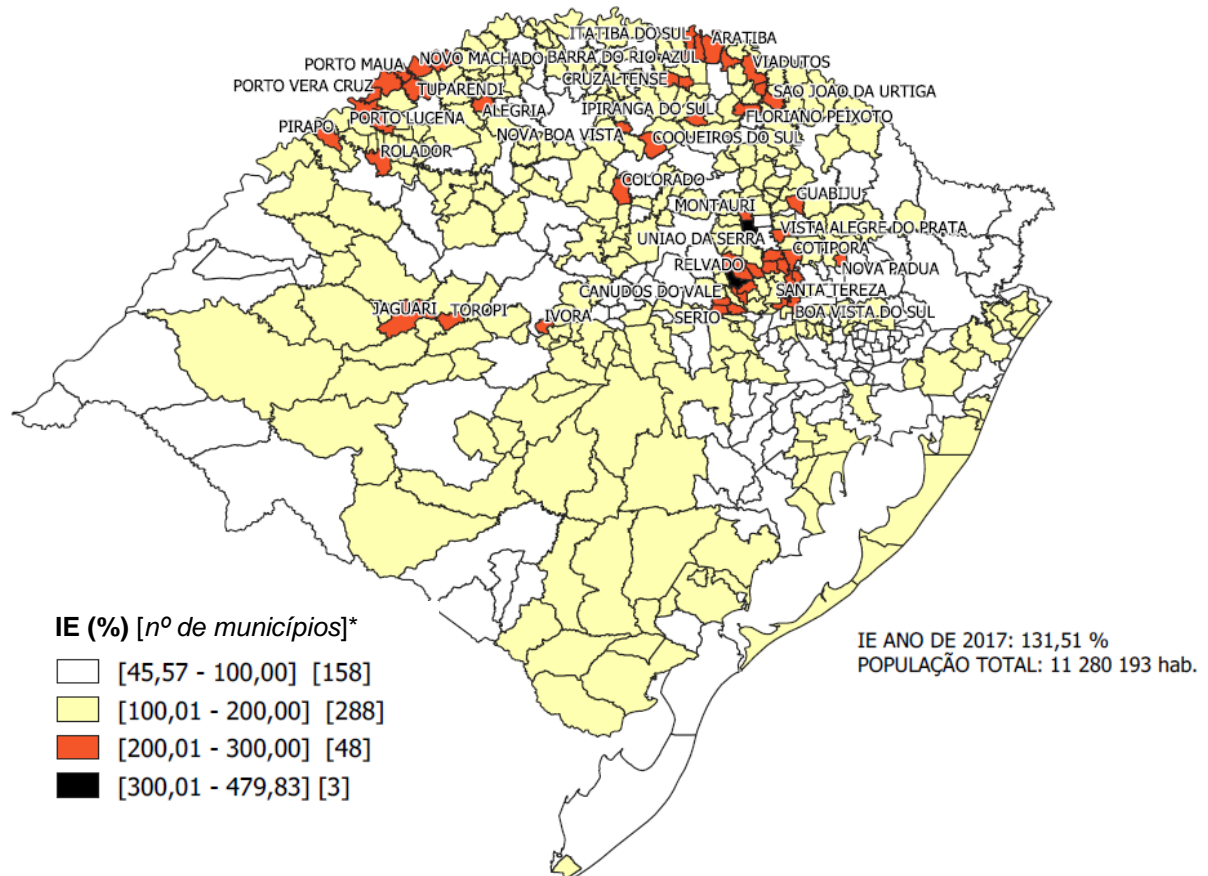 ITATIBA DO SUL
ARATIBA
PORTO MAUA
NOVO MACHADO
BARRA DO RIO AZUL
VIADUTOS
PORTO VERA CRUZ
TUPARENDI
CRUZALTENSE
SAO JOAO DA URTIGA
PIRAPO
PORTO LUCENA
ALEGRIA
IPIRANGA DO SUL
FLORIANO PEIXOTO
NOVA BOA VISTA
COQUEIROS DO SUL
ROLADOR
COLORADO
GUABIJU
MONTAURI
VISTA ALEGRE DO PRATA
UNIAO DA SERRA
COTIPORA
RELVADO
NOVA PADUA
CANUDOS DO VALE
SANTA TEREZA
JAGUARI
TOROPI
IVORA
SERIO
BOA VISTA DO SUL
IE (%) [nº de municípios]*
[45,57 - 100,00] [158]
[100,01 - 200,00] [288]
[200,01 - 300,00] [48]
[300,01 - 479,83] [3]
IE ANO DE 2017: 131,51 %
POPULAÇÃO TOTAL: 11 280 193 hab.